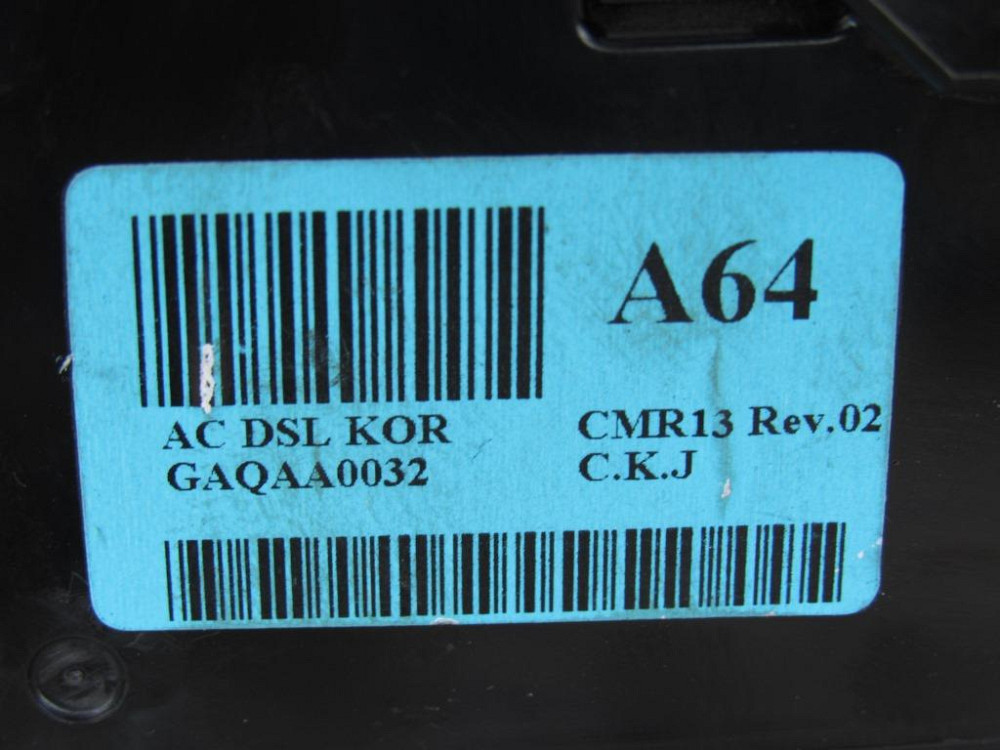 A64
AC DSL KOR
CMR13 Rev.02
GAQAA0032
C.K.J